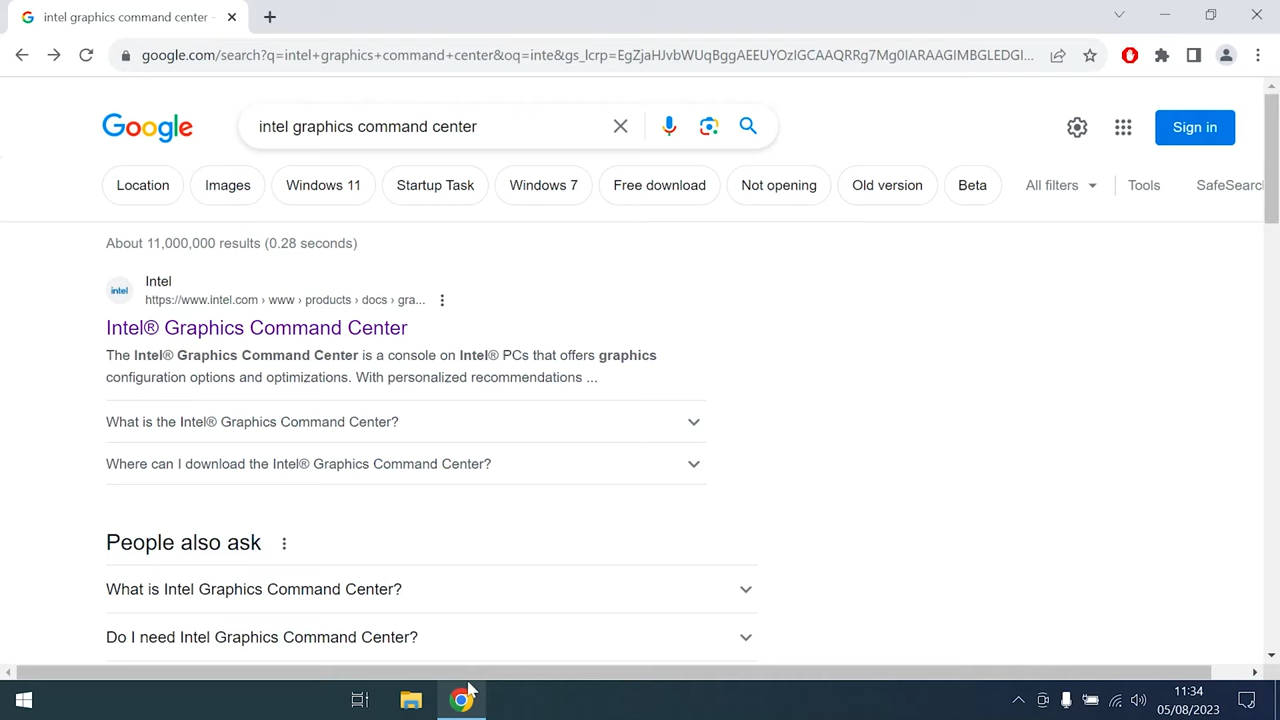 intel graphics command center -
google.com/search?q=intel+graphics+command+center&oq=inte&gs_lcrp=EgZjaHJvbWUqBggAEEUYOzIGCAAQRRg7Mg0IARAAGIMBGLEDGI...
Google
intel graphics command center
Sign in
Location
Images
Windows 11
Startup Task
Windows 7
Free download
Not opening
Old version
Beta
All filters
Tools
SafeSearc
About 11,000,000 results (0.28 seconds)
intel
Intel
https://www.intel.com › www › products › docs › gra...
Intel® Graphics Command Center
The Intel® Graphics Command Center is a console on Intel® PCs that offers graphics
configuration options and optimizations. With personalized recommendations ...
What is the Intel® Graphics Command Center?
Where can I download the Intel® Graphics Command Center?
People also ask
What is Intel Graphics Command Center?
Do I need Intel Graphics Command Center?
11:34
05/08/2023